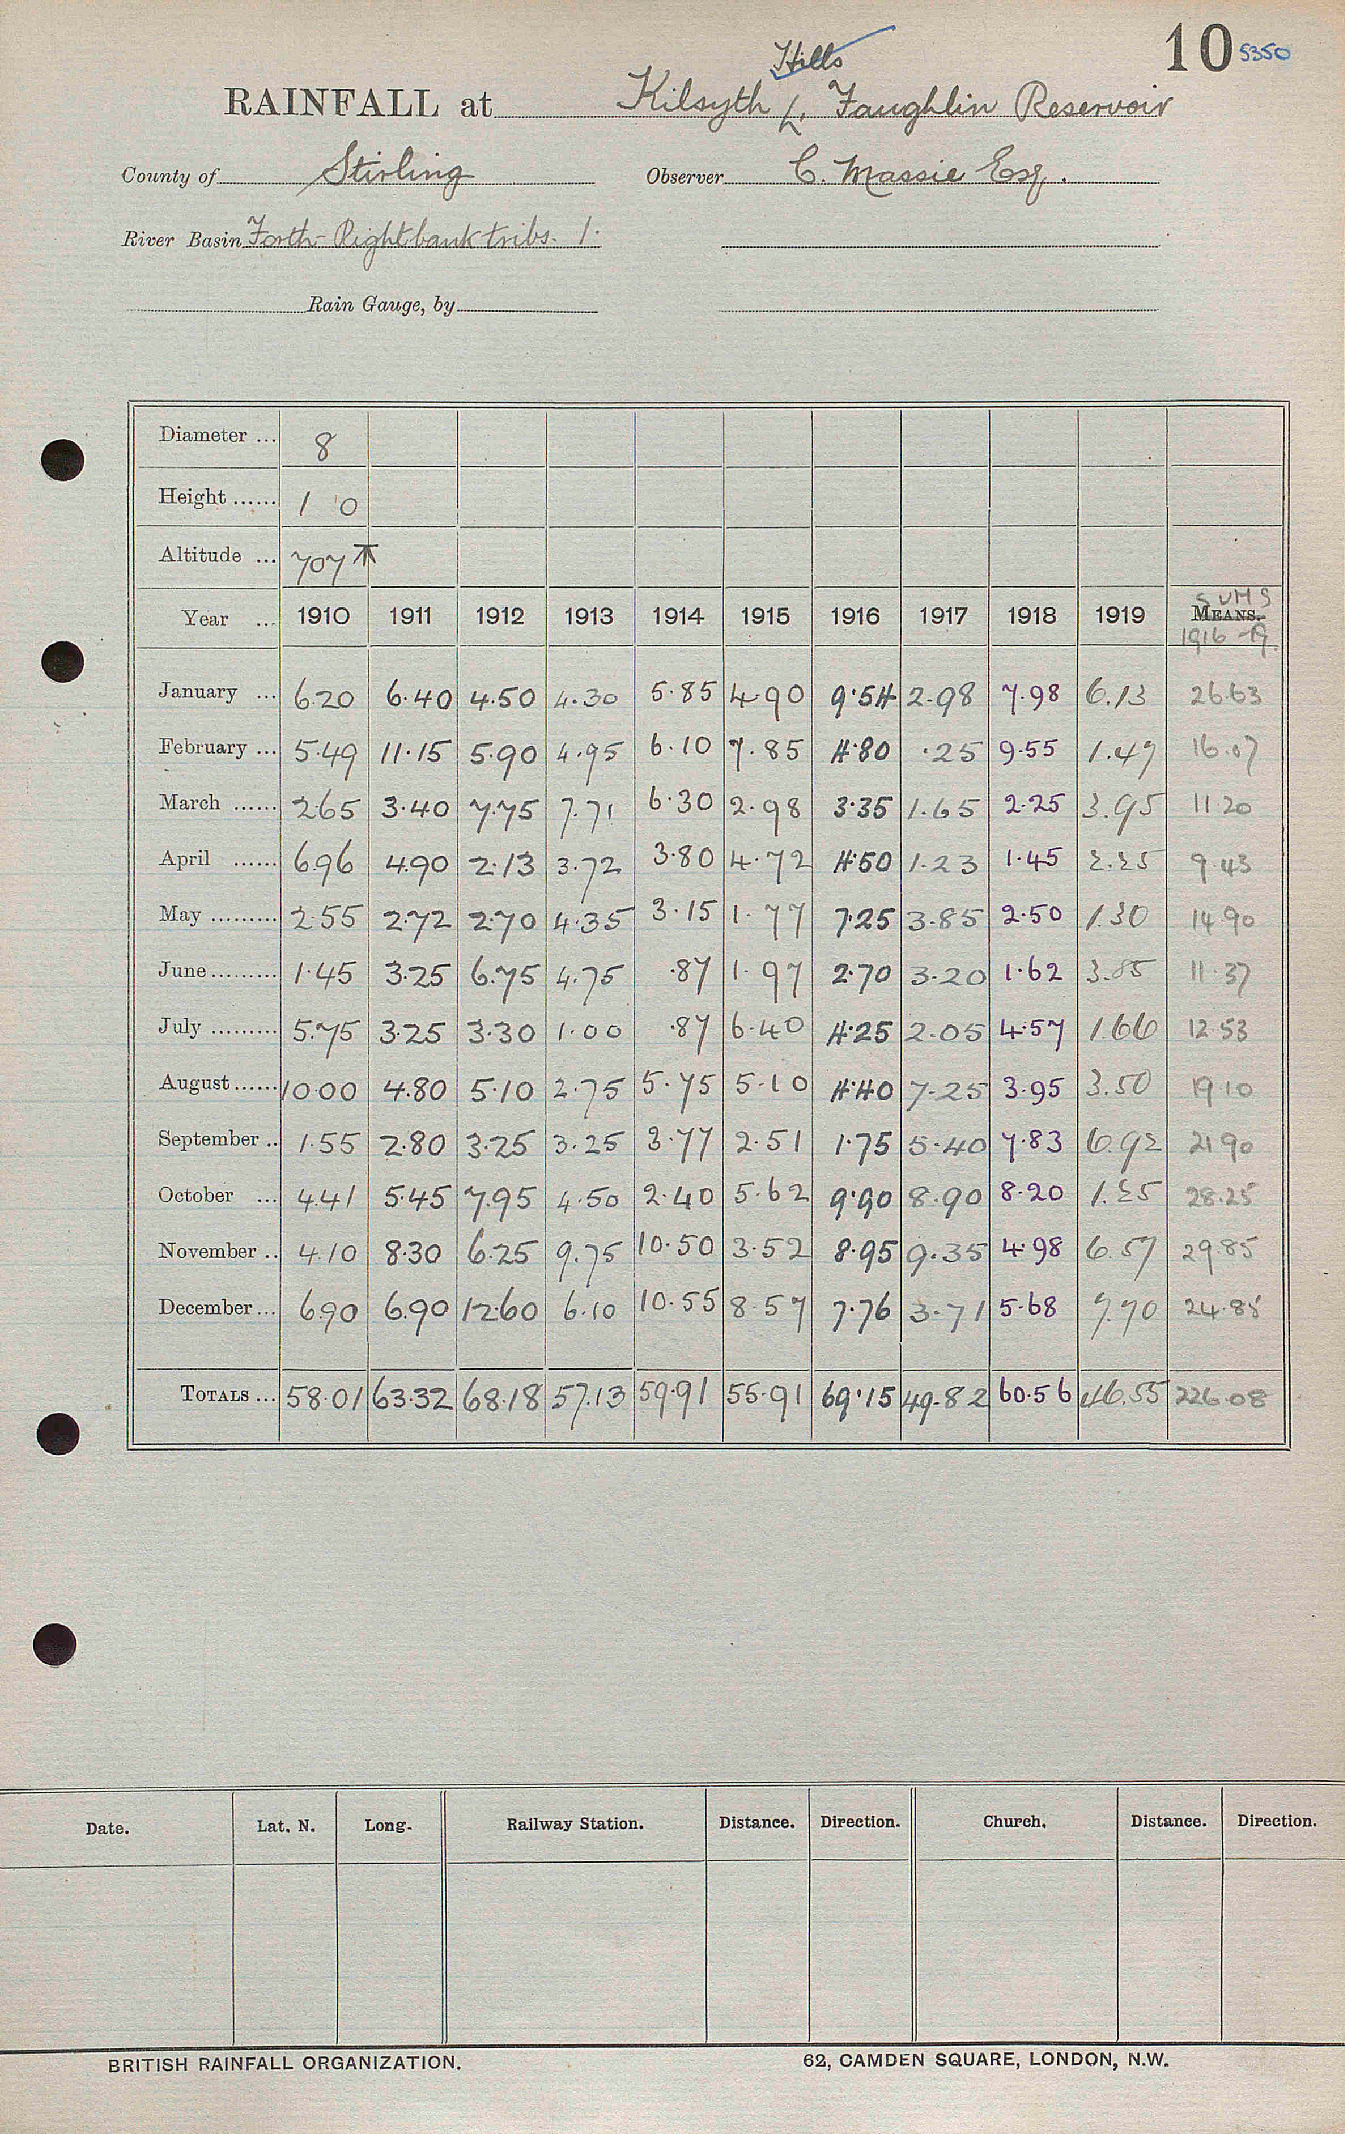 10 5350
Hills
RAINFALL at Kilsyth, Faughlin Reservoir
County of Stirling Observer C. Massie Esq.
River Basin Forth-Right bank tribs. 1.
Rain Gauge, by
Diameter ... 8
Height ...... 1 0
Altitude ... 707 T
SUMS
Year ... 1910 1911 1912 1913 1914 1915 1916 1917 1918 1919 MEANS.
1916-19.
January ... 6.20 6.40 4.50 4.30 5.85 4.90 9.54 2.98 7.98 6.13 26.63
February ... 5.49 11.15 5.90 4.95 6.10 7.85 4.80 .25 9.55 1.47 16.07
March ...... 2.65 3.40 7.75 7.71 6.30 2.98 3.35 1.65 2.25 3.95 11.20
April ...... 6.96 4.90 2.13 3.72 3.80 4.72 4.50 1.23 1.45 2.25 9.43
May ......... 2.55 2.72 2.70 4.35 3.15 1.77 7.25 3.85 2.50 1.30 14.90
June ......... 1.45 3.25 6.75 4.75 .87 1.97 2.70 3.20 1.62 3.85 11.37
July ......... 5.75 3.25 3.30 1.00 .87 6.40 4.25 2.05 4.57 1.66 12.53
August ...... 10.00 4.80 5.10 2.75 5.75 5.10 4.40 7.25 3.95 3.50 19.10
September .. 1.55 2.80 3.25 3.25 3.77 2.51 1.75 5.40 7.83 6.92 21.90
October ... 4.41 5.45 7.95 4.50 2.40 5.62 9.90 8.90 8.20 1.25 28.25
November .. 4.10 8.30 6.25 9.75 10.50 3.52 8.95 9.35 4.98 6.57 29.85
December ... 6.90 6.90 12.60 6.10 10.55 8.57 7.76 3.71 5.68 7.70 24.85
TOTALS ... 58.01 63.32 68.18 57.13 59.91 55.91 69.15 49.82 60.56 46.55 226.08
Date. Lat. N. Long. Railway Station. Distance. Direction. Church. Distance. Direction.
BRITISH RAINFALL ORGANIZATION. 62, CAMDEN SQUARE, LONDON, N.W.